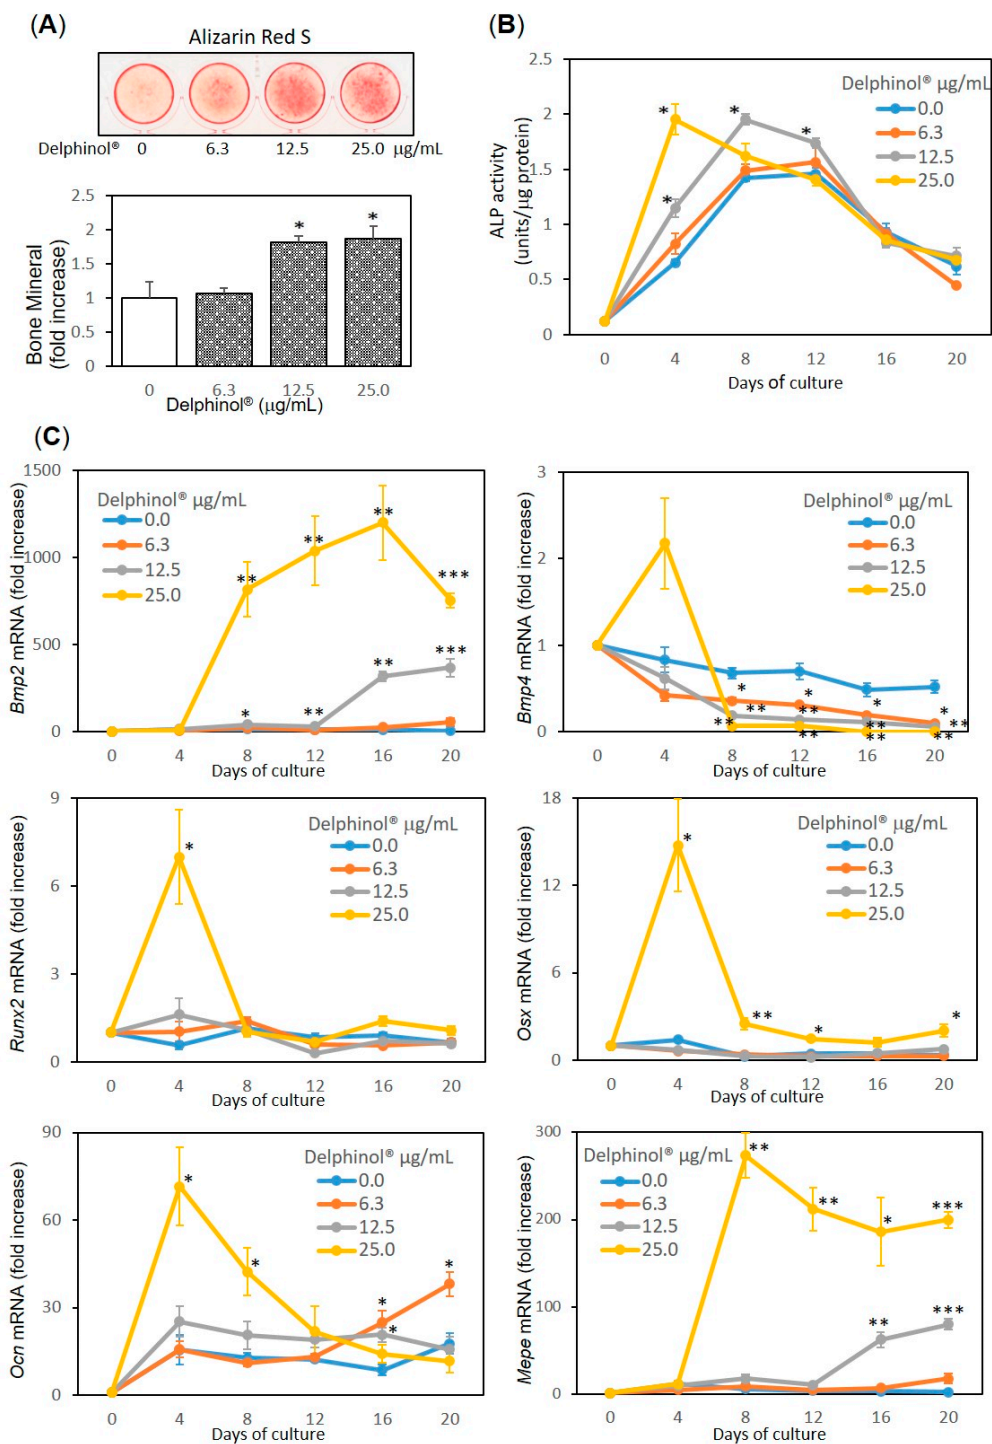 (A)
Alizarin Red S
Delphinol® 0 6.3 12.5 25.0 μg/mL
Bone Mineral
(fold increase)
2.5
2
1.5
1
0.5
0
* *
0 6.3 12.5 25.0
Delphinol® (μg/mL)
(B)
ALP activity
(units/μg protein)
2.5
2
1.5
1
0.5
0
Delphinol® μg/mL
0.0
6.3
12.5
25.0
* * *
*
0 4 8 12 16 20
Days of culture
(C)
Bmp2 mRNA (fold increase)
1500
1000
500
0
Delphinol® μg/mL
0.0
6.3
12.5
25.0
** ** ** ***
* ** ** ***
0 4 8 12 16 20
Days of culture
Bmp4 mRNA (fold increase)
3
2
1
0
Delphinol® μg/mL
0.0
6.3
12.5
25.0
* * * *
** ** ** **
** ** ** **
0 4 8 12 16 20
Days of culture
Runx2 mRNA (fold increase)
9
6
3
0
Delphinol® μg/mL
0.0
6.3
12.5
25.0
*
0 4 8 12 16 20
Days of culture
Osx mRNA (fold increase)
18
12
6
0
Delphinol® μg/mL
0.0
6.3
12.5
25.0
* ** * *
0 4 8 12 16 20
Days of culture
Ocn mRNA (fold increase)
90
60
30
0
Delphinol® μg/mL
0.0
6.3
12.5
25.0
* *
* *
*
0 4 8 12 16 20
Days of culture
Mepe mRNA (fold increase)
300
200
100
0
Delphinol® μg/mL
0.0
6.3
12.5
25.0
** ** * ***
** ***
0 4 8 12 16 20
Days of culture